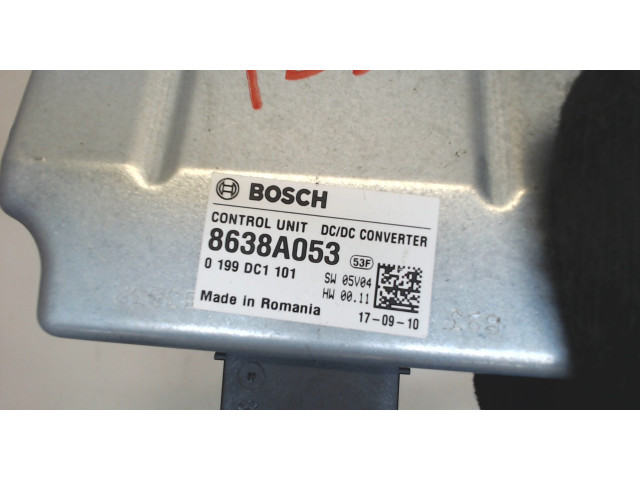 BOSCH
CONTROL UNIT DC/DC CONVERTER
8638A053 53F
0 199 DC1 101
SW 05V04
HW 00.11
Made in Romania 17-09-10